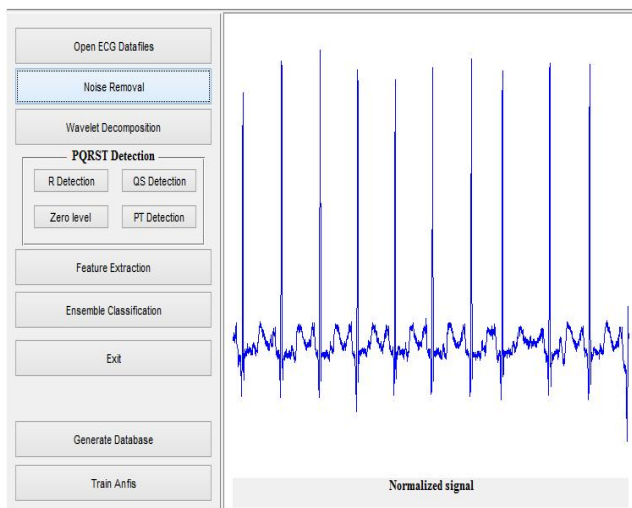 Open ECG Datafiles
Noise Removal
Wavelet Decomposition
PQRST Detection
R Detection
QS Detection
Zero level
PT Detection
Feature Extraction
Ensemble Classification
Exit
Generate Database
Train Anfis
Normalized signal